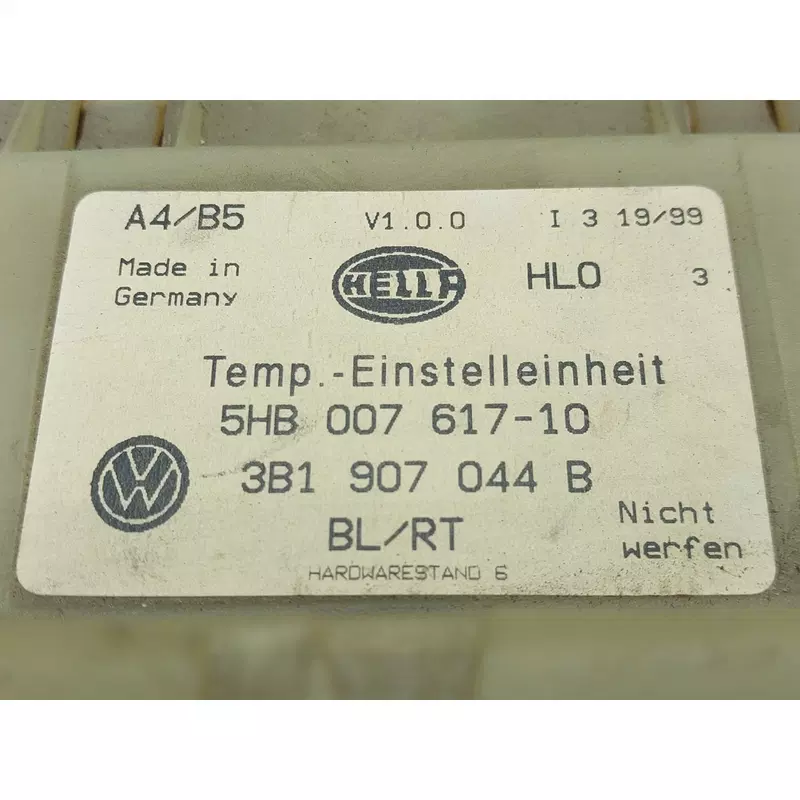 A4/B5 V1.0.0 I 3 19/99
Made in Germany
HELLA
HLO 3
Temp.-Einstelleinheit
5HB 007 617-10
VW
3B1 907 044 B
BL/RT
Nicht werfen
HARDWARESTAND 6